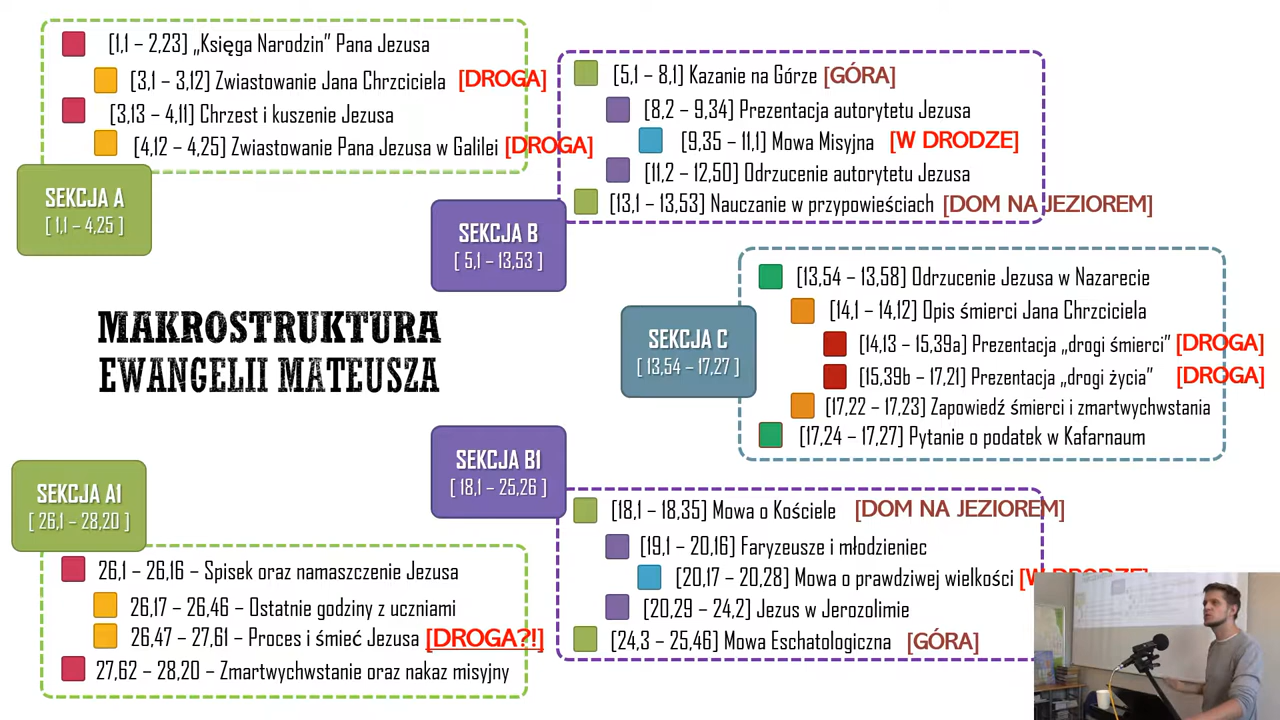 [1,1 – 2,23] „Księga Narodzin” Pana Jezusa
[3,1 – 3,12] Zwiastowanie Jana Chrzciciela [DROGA]
[3,13 – 4,11] Chrzest i kuszenie Jezusa
[4,12 – 4,25] Zwiastowanie Pana Jezusa w Galilei [DROGA]
SEKCJA A
[ 1,1 – 4,25 ]
[5,1 – 8,1] Kazanie na Górze [GÓRA]
[8,2 – 9,34] Prezentacja autorytetu Jezusa
[9,35 – 11,1] Mowa Misyjna [W DRODZE]
[11,2 – 12,50] Odrzucenie autorytetu Jezusa
[13,1 – 13,53] Nauczanie w przypowieściach [DOM NA JEZIOREM]
SEKCJA B
[ 5,1 – 13,53 ]
MAKROSTRUKTURA
EWANGELII MATEUSZA
SEKCJA C
[ 13,54 – 17,27 ]
[13,54 – 13,58] Odrzucenie Jezusa w Nazarecie
[14,1 – 14,12] Opis śmierci Jana Chrzciciela
[14,13 – 15,39a] Prezentacja „drogi śmierci” [DROGA]
[15,39b – 17,21] Prezentacja „drogi życia” [DROGA]
[17,22 – 17,23] Zapowiedź śmierci i zmartwychwstania
[17,24 – 17,27] Pytanie o podatek w Kafarnaum
SEKCJA B1
[ 18,1 – 25,26 ]
[18,1 – 18,35] Mowa o Kościele [DOM NA JEZIOREM]
[19,1 – 20,16] Faryzeusze i młodzieniec
[20,17 – 20,28] Mowa o prawdziwej wielkości [W DRODZE]
[20,29 – 24,2] Jezus w Jerozolimie
[24,3 – 25,46] Mowa Eschatologiczna [GÓRA]
SEKCJA A1
[ 26,1 – 28,20 ]
26,1 – 26,16 – Spisek oraz namaszczenie Jezusa
26,17 – 26,46 – Ostatnie godziny z uczniami
26,47 – 27,61 – Proces i śmieć Jezusa [DROGA?!]
27,62 – 28,20 – Zmartwychwstanie oraz nakaz misyjny